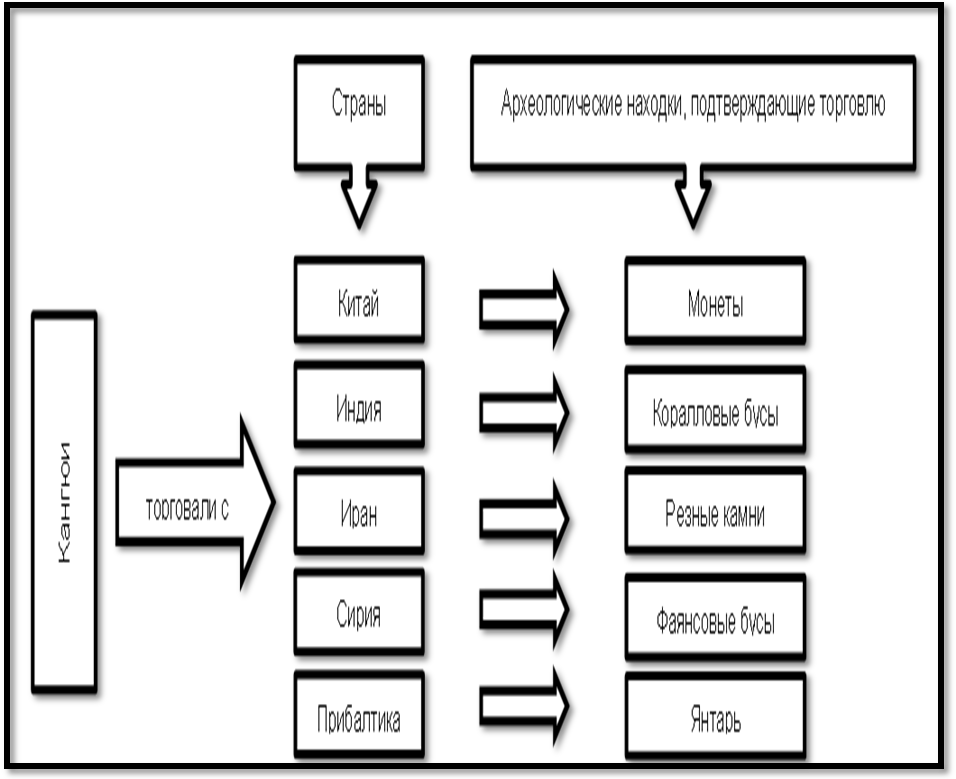 Страны
Археологические находки, подтверждающие торговлю
Кангюи
торговали с
Китай
Монеты
Индия
Коралловые бусы
Иран
Резные камни
Сирия
Фаянсовые бусы
Прибалтика
Янтарь